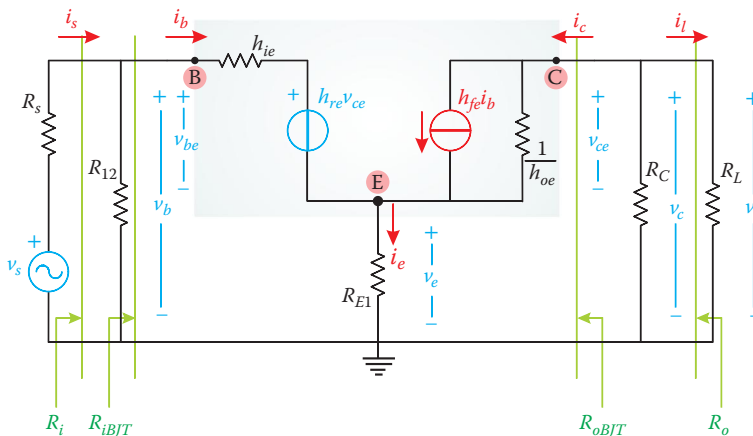 i_s
i_b
i_c
i_l
B
h_ie
C
R_s
+
h_re v_ce
h_fe i_b
1/h_oe
+
v_be
−
+
v_b
−
R_12
+
v_ce
−
R_C
+
v_c
−
R_L
+
v
−
E
+
v_s
i_e
+
v_e
−
R_E1
R_i
R_iBJT
R_oBJT
R_o